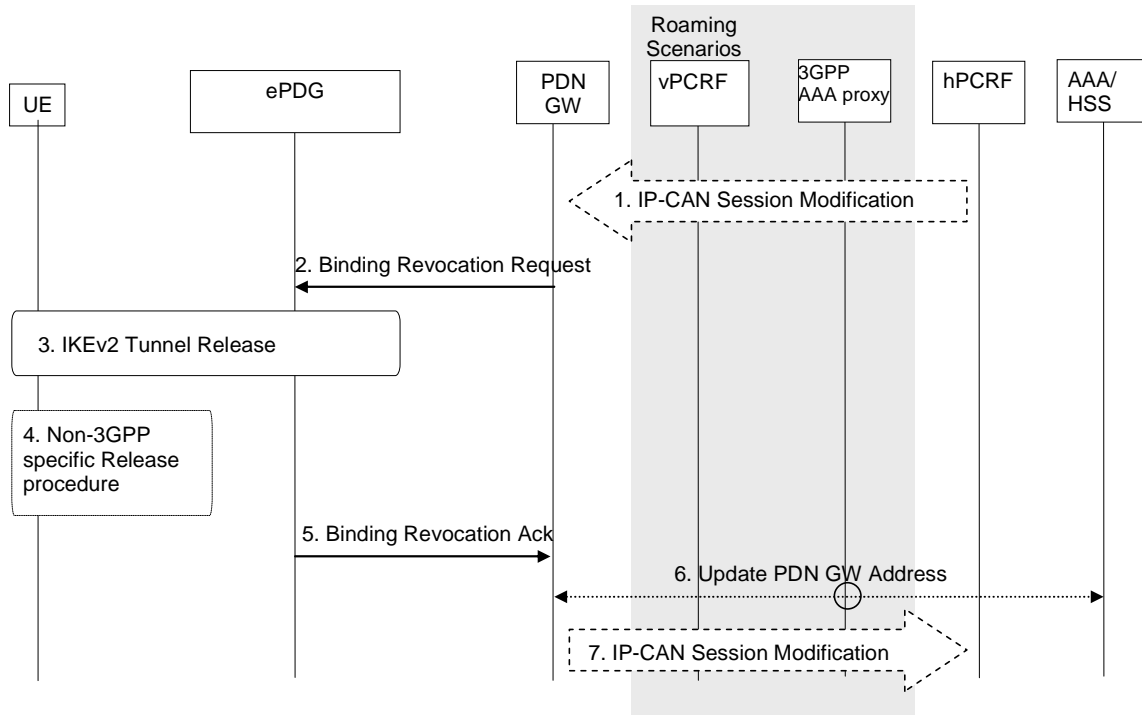 Roaming
Scenarios
UE
ePDG
PDN
GW
vPCRF
3GPP
AAA proxy
hPCRF
AAA/
HSS
1. IP-CAN Session Modification
2. Binding Revocation Request
3. IKEv2 Tunnel Release
4. Non-3GPP
specific Release
procedure
5. Binding Revocation Ack
6. Update PDN GW Address
7. IP-CAN Session Modification